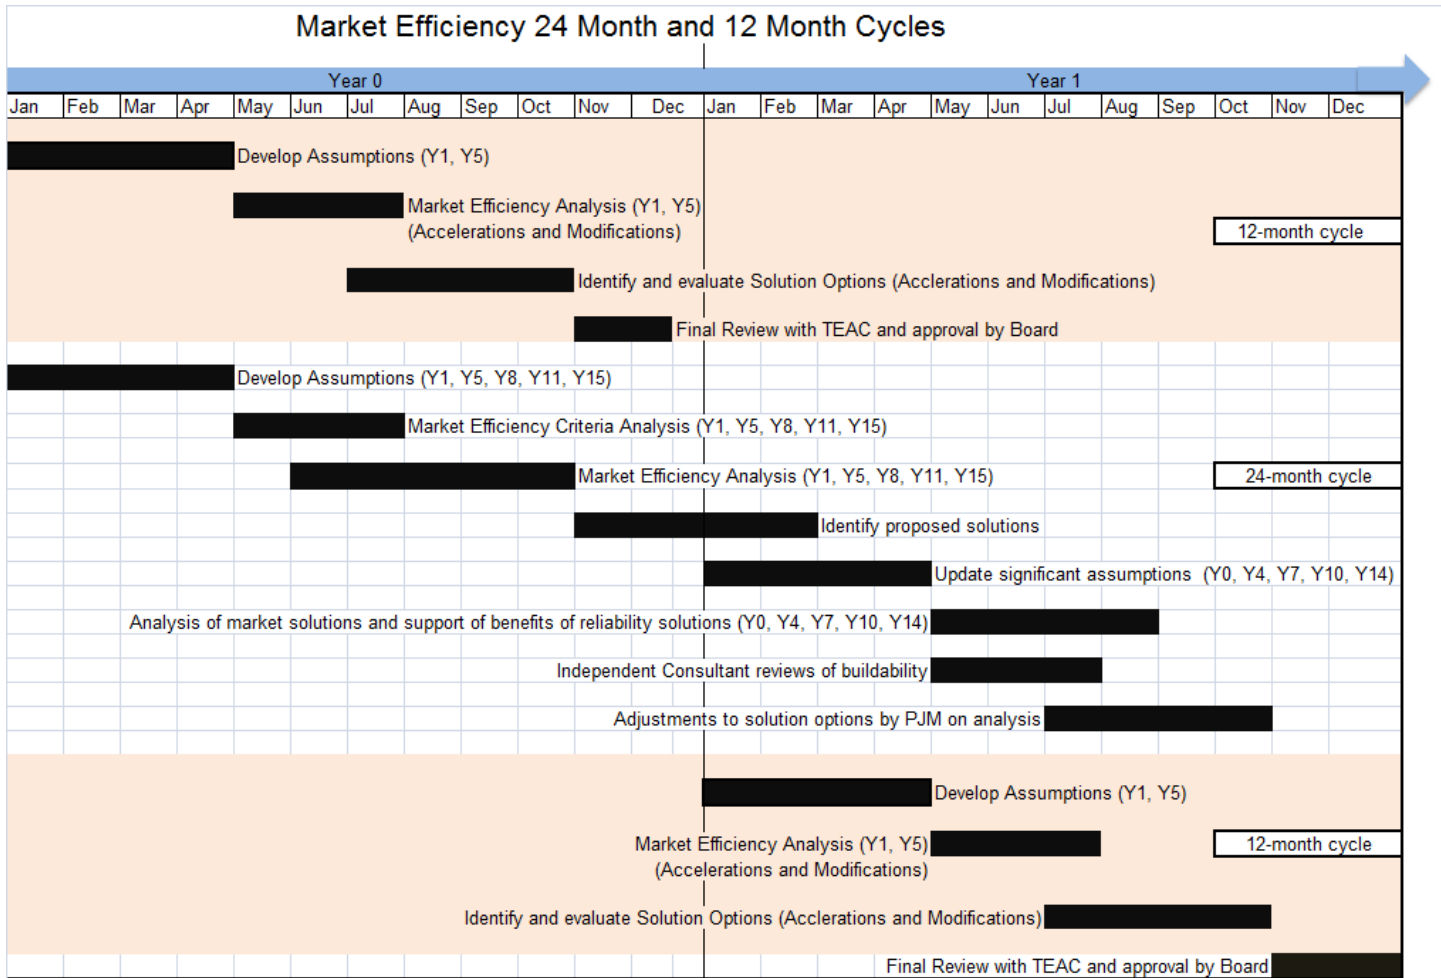 Market Efficiency 24 Month and 12 Month Cycles
Year 0 Year 1
Jan Feb Mar Apr May Jun Jul Aug Sep Oct Nov Dec Jan Feb Mar Apr May Jun Jul Aug Sep Oct Nov Dec
Develop Assumptions (Y1, Y5)
Market Efficiency Analysis (Y1, Y5)
(Accelerations and Modifications)
12-month cycle
Identify and evaluate Solution Options (Acclerations and Modifications)
Final Review with TEAC and approval by Board
Develop Assumptions (Y1, Y5, Y8, Y11, Y15)
Market Efficiency Criteria Analysis (Y1, Y5, Y8, Y11, Y15)
Market Efficiency Analysis (Y1, Y5, Y8, Y11, Y15)
24-month cycle
Identify proposed solutions
Update significant assumptions (Y0, Y4, Y7, Y10, Y14)
Analysis of market solutions and support of benefits of reliability solutions (Y0, Y4, Y7, Y10, Y14)
Independent Consultant reviews of buildability
Adjustments to solution options by PJM on analysis
Develop Assumptions (Y1, Y5)
Market Efficiency Analysis (Y1, Y5)
(Accelerations and Modifications)
12-month cycle
Identify and evaluate Solution Options (Acclerations and Modifications)
Final Review with TEAC and approval by Board